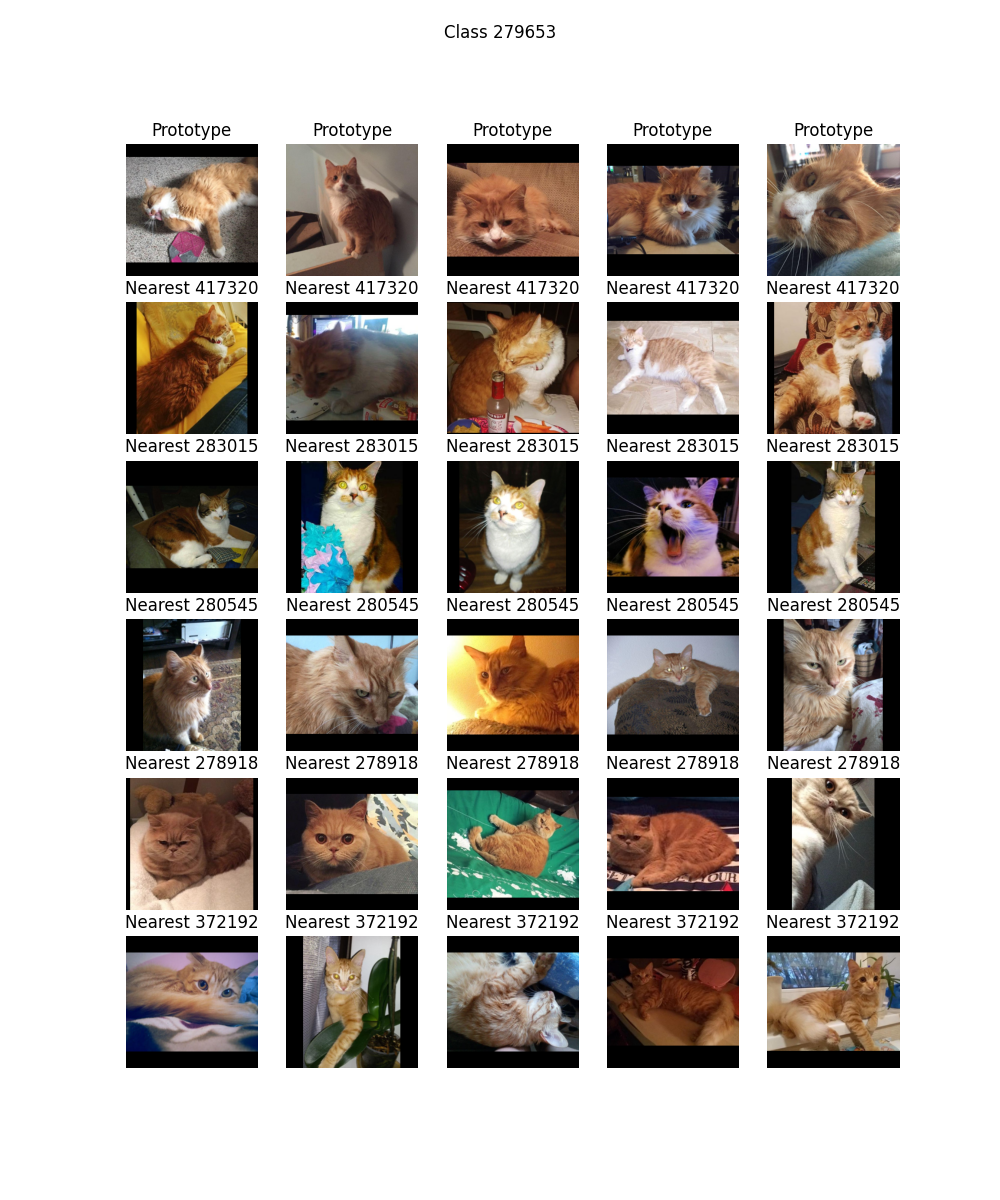 Class 279653
Prototype Prototype Prototype Prototype Prototype
Nearest 417320 Nearest 417320 Nearest 417320 Nearest 417320 Nearest 417320
Nearest 283015 Nearest 283015 Nearest 283015 Nearest 283015 Nearest 283015
Nearest 280545 Nearest 280545 Nearest 280545 Nearest 280545 Nearest 280545
Nearest 278918 Nearest 278918 Nearest 278918 Nearest 278918 Nearest 278918
Nearest 372192 Nearest 372192 Nearest 372192 Nearest 372192 Nearest 372192